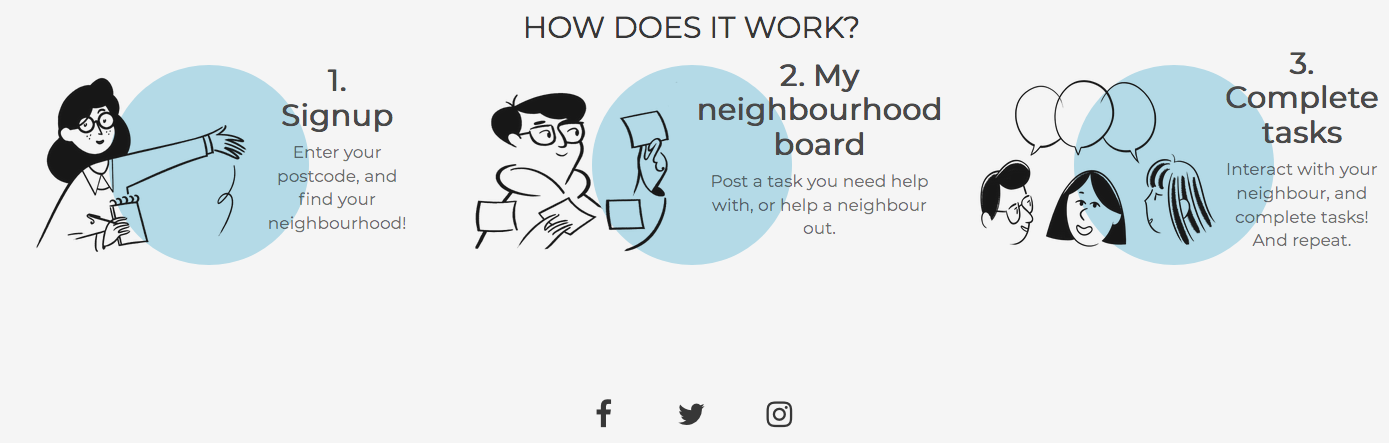 HOW DOES IT WORK?
1.
Signup
Enter your
postcode, and
find your
neighbourhood!
2. My
neighbourhood
board
Post a task you need help
with, or help a neighbour
out.
3.
Complete
tasks
Interact with your
neighbour, and
complete tasks!
And repeat.